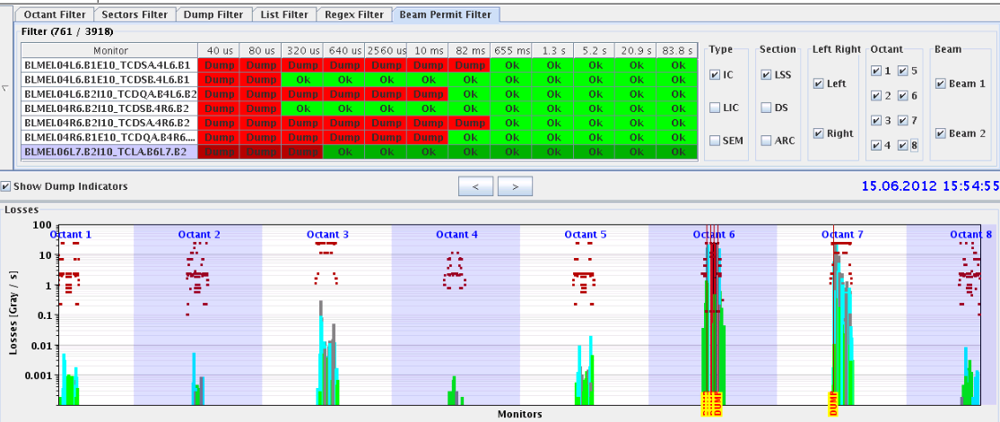 Octant Filter Sectors Filter Dump Filter List Filter Regex Filter Beam Permit Filter
Filter (761 / 3918)
Monitor 40 us 80 us 320 us 640 us 2560 us 10 ms 82 ms 655 ms 1.3 s 5.2 s 20.9 s 83.8 s
BLMEL04L6.B1E10_TCDSA.4L6.B1 Dump Dump Dump Dump Dump Dump Dump Ok Ok Ok Ok Ok
BLMEL04L6.B1E10_TCDSB.4L6.B1 Dump Dump Ok Ok Ok Ok Ok Ok Ok Ok Ok Ok
BLMEL04L6.B2I10_TCDQA.B4L6.B2 Dump Dump Dump Dump Dump Dump Ok Ok Ok Ok Ok Ok
BLMEL04R6.B2I10_TCDSB.4R6.B2 Dump Dump Ok Ok Ok Ok Ok Ok Ok Ok Ok Ok
BLMEL04R6.B2I10_TCDSA.4R6.B2 Dump Dump Dump Dump Dump Dump Dump Ok Ok Ok Ok Ok
BLMEL04R6.B1E10_TCDQA.B4R6.... Dump Dump Dump Dump Dump Dump Ok Ok Ok Ok Ok Ok
BLMEL06L7.B2I10_TCLA.B6L7.B2 Dump Dump Dump Ok Ok Ok Ok Ok Ok Ok Ok Ok
Type Section Left Right Octant Beam
IC LSS Left 1 5 Beam 1
2 6
LIC DS 3 7
SEM ARC Right 4 8 Beam 2
Show Dump Indicators < > 15.06.2012 15:54:55
Losses
Octant 1 Octant 2 Octant 3 Octant 4 Octant 5 Octant 6 Octant 7 Octant 8
100
10
1
0.1
0.01
0.001
Losses [Gray / s]
DUMP DUMP
Monitors